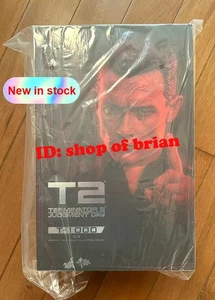 New in stock
ID: shop of brian
T2
TERMINATOR 2
JUDGMENT DAY
T-1000